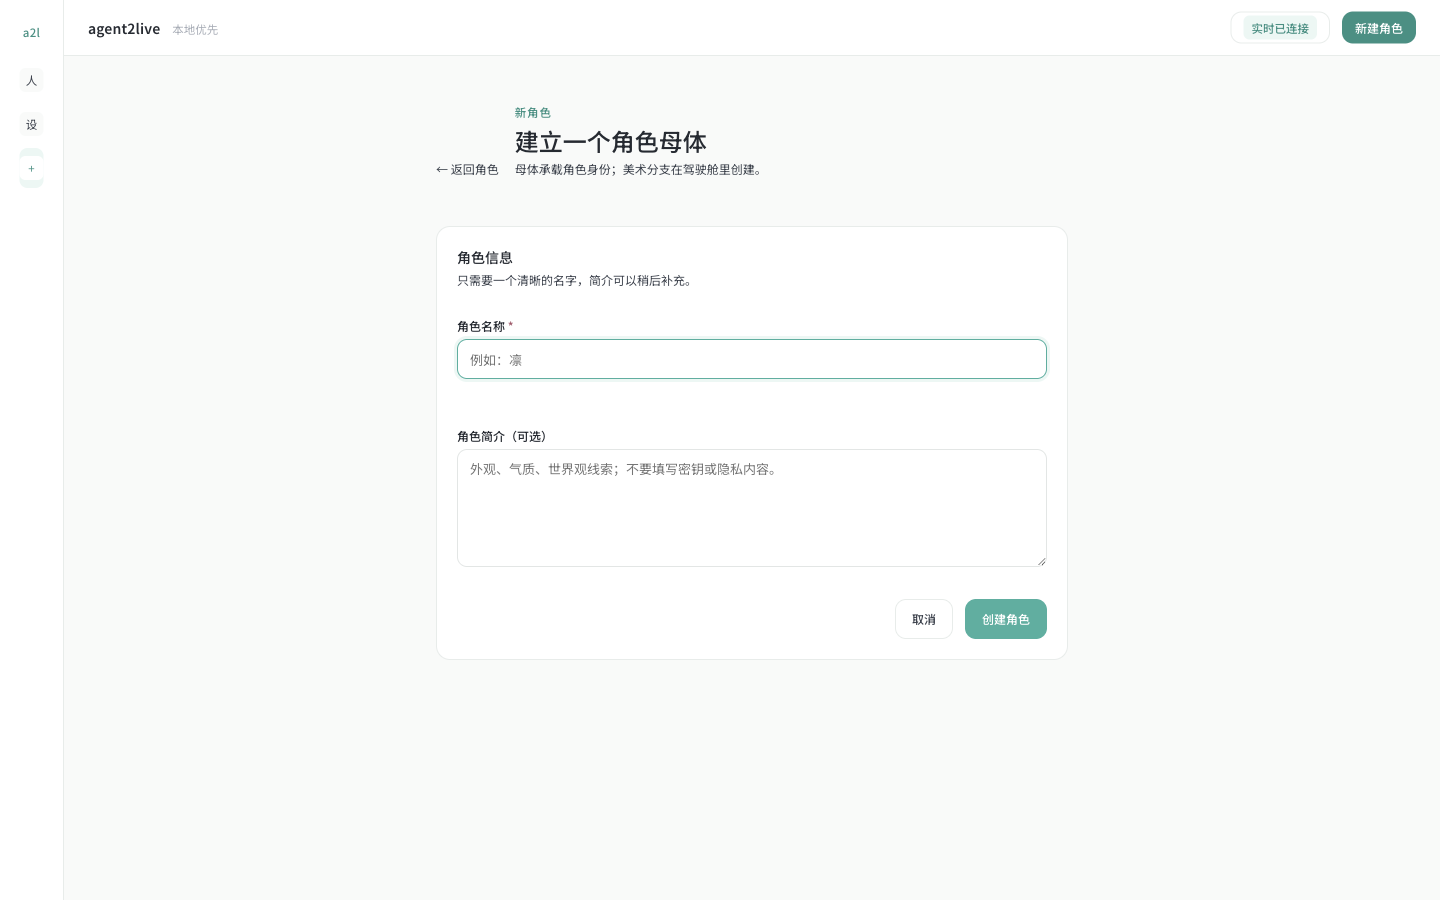 a2l
人
设
+
agent2live 本地优先
实时已连接
新建角色
新角色
建立一个角色母体
← 返回角色
母体承载角色身份；美术分支在驾驶舱里创建。
角色信息
只需要一个清晰的名字，简介可以稍后补充。
角色名称 *
例如：凛
角色简介（可选）
外观、气质、世界观线索；不要填写密钥或隐私内容。
取消
创建角色